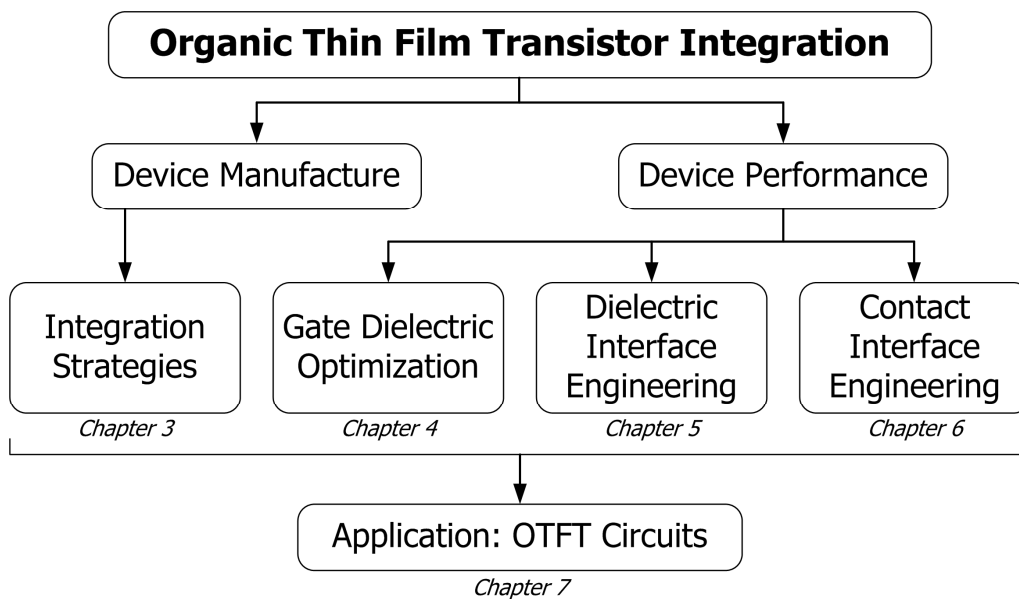 Organic Thin Film Transistor Integration
Device Manufacture
Device Performance
Integration
Strategies
Chapter 3
Gate Dielectric
Optimization
Chapter 4
Dielectric
Interface
Engineering
Chapter 5
Contact
Interface
Engineering
Chapter 6
Application: OTFT Circuits
Chapter 7